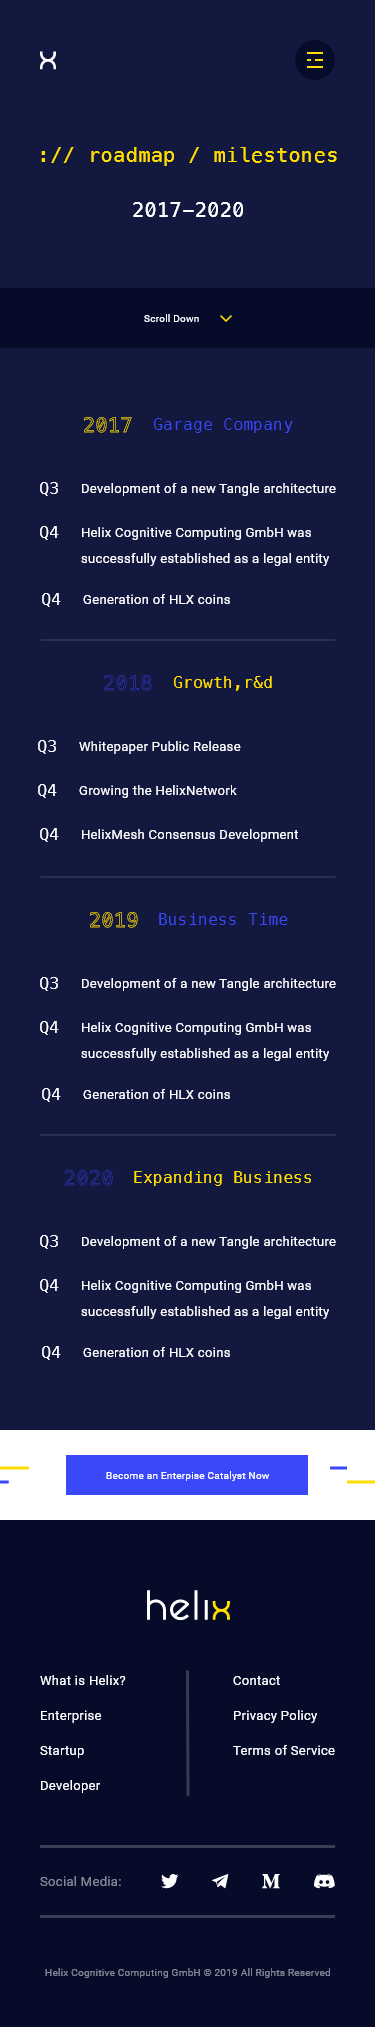 :// roadmap / milestones
2017–2020
Scroll Down
2017 Garage Company
Q3 Development of a new Tangle architecture
Q4 Helix Cognitive Computing GmbH was
successfully established as a legal entity
Q4 Generation of HLX coins
2018 Growth,r&d
Q3 Whitepaper Public Release
Q4 Growing the HelixNetwork
Q4 HelixMesh Consensus Development
2019 Business Time
Q3 Development of a new Tangle architecture
Q4 Helix Cognitive Computing GmbH was
successfully established as a legal entity
Q4 Generation of HLX coins
2020 Expanding Business
Q3 Development of a new Tangle architecture
Q4 Helix Cognitive Computing GmbH was
successfully established as a legal entity
Q4 Generation of HLX coins
Become an Enterpise Catalyst Now
helix
What is Helix? Contact
Enterprise Privacy Policy
Startup Terms of Service
Developer
Social Media:
Helix Cognitive Computing GmbH © 2019 All Rights Reserved